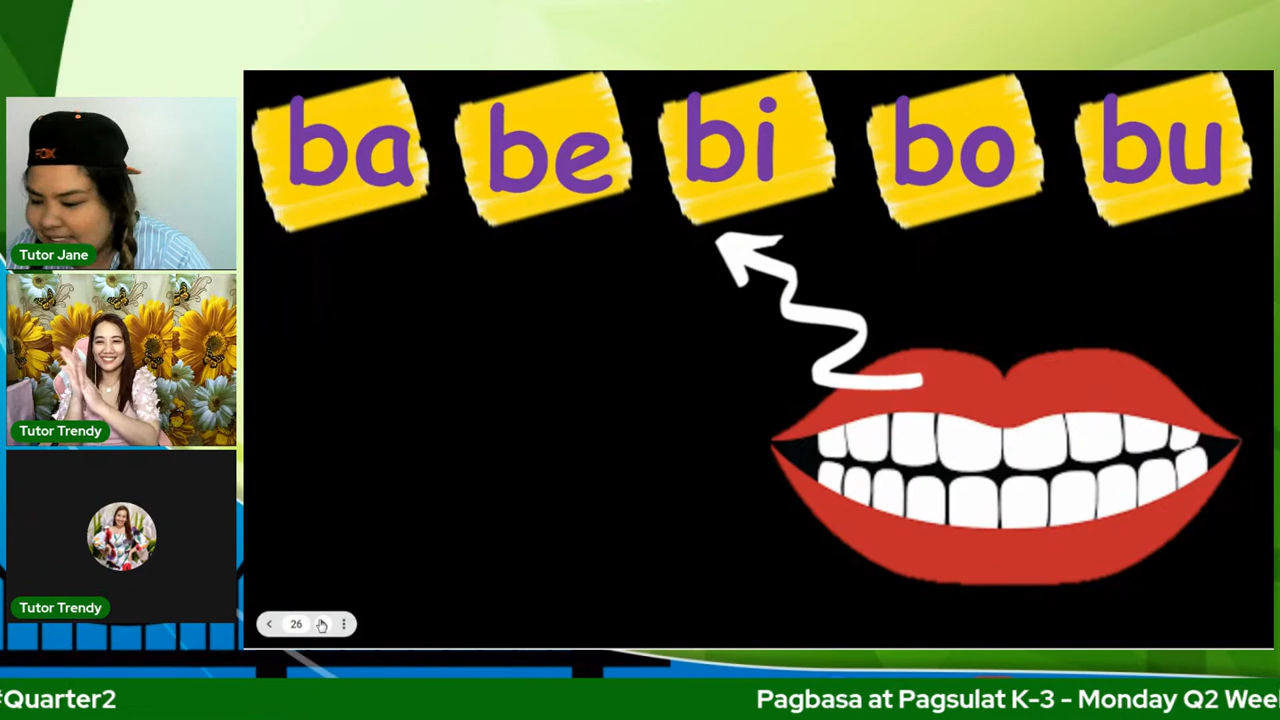 ba be bi bo bu
FOX
Tutor Jane
Tutor Trendy
Tutor Trendy
26
#Quarter2
Pagbasa at Pagsulat K-3 - Monday Q2 Wee